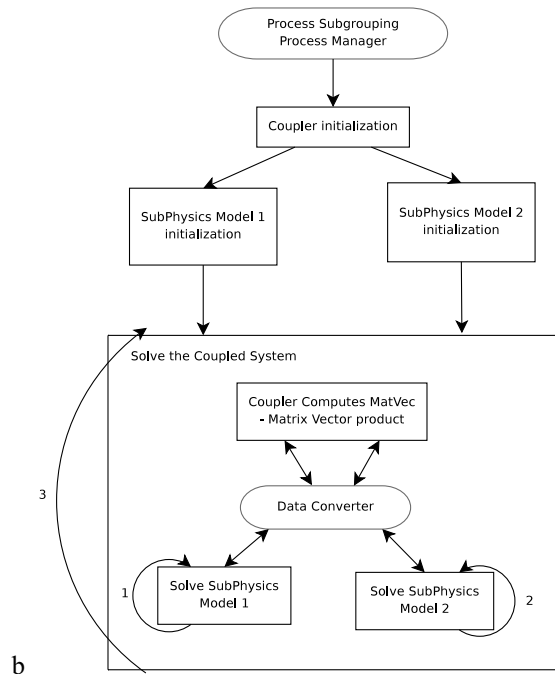 Process Subgrouping
Process Manager
Coupler initialization
SubPhysics Model 1
initialization
SubPhysics Model 2
initialization
Solve the Coupled System
Coupler Computes MatVec
- Matrix Vector product
3
Data Converter
1
Solve SubPhysics
Model 1
Solve SubPhysics
Model 2
2
b